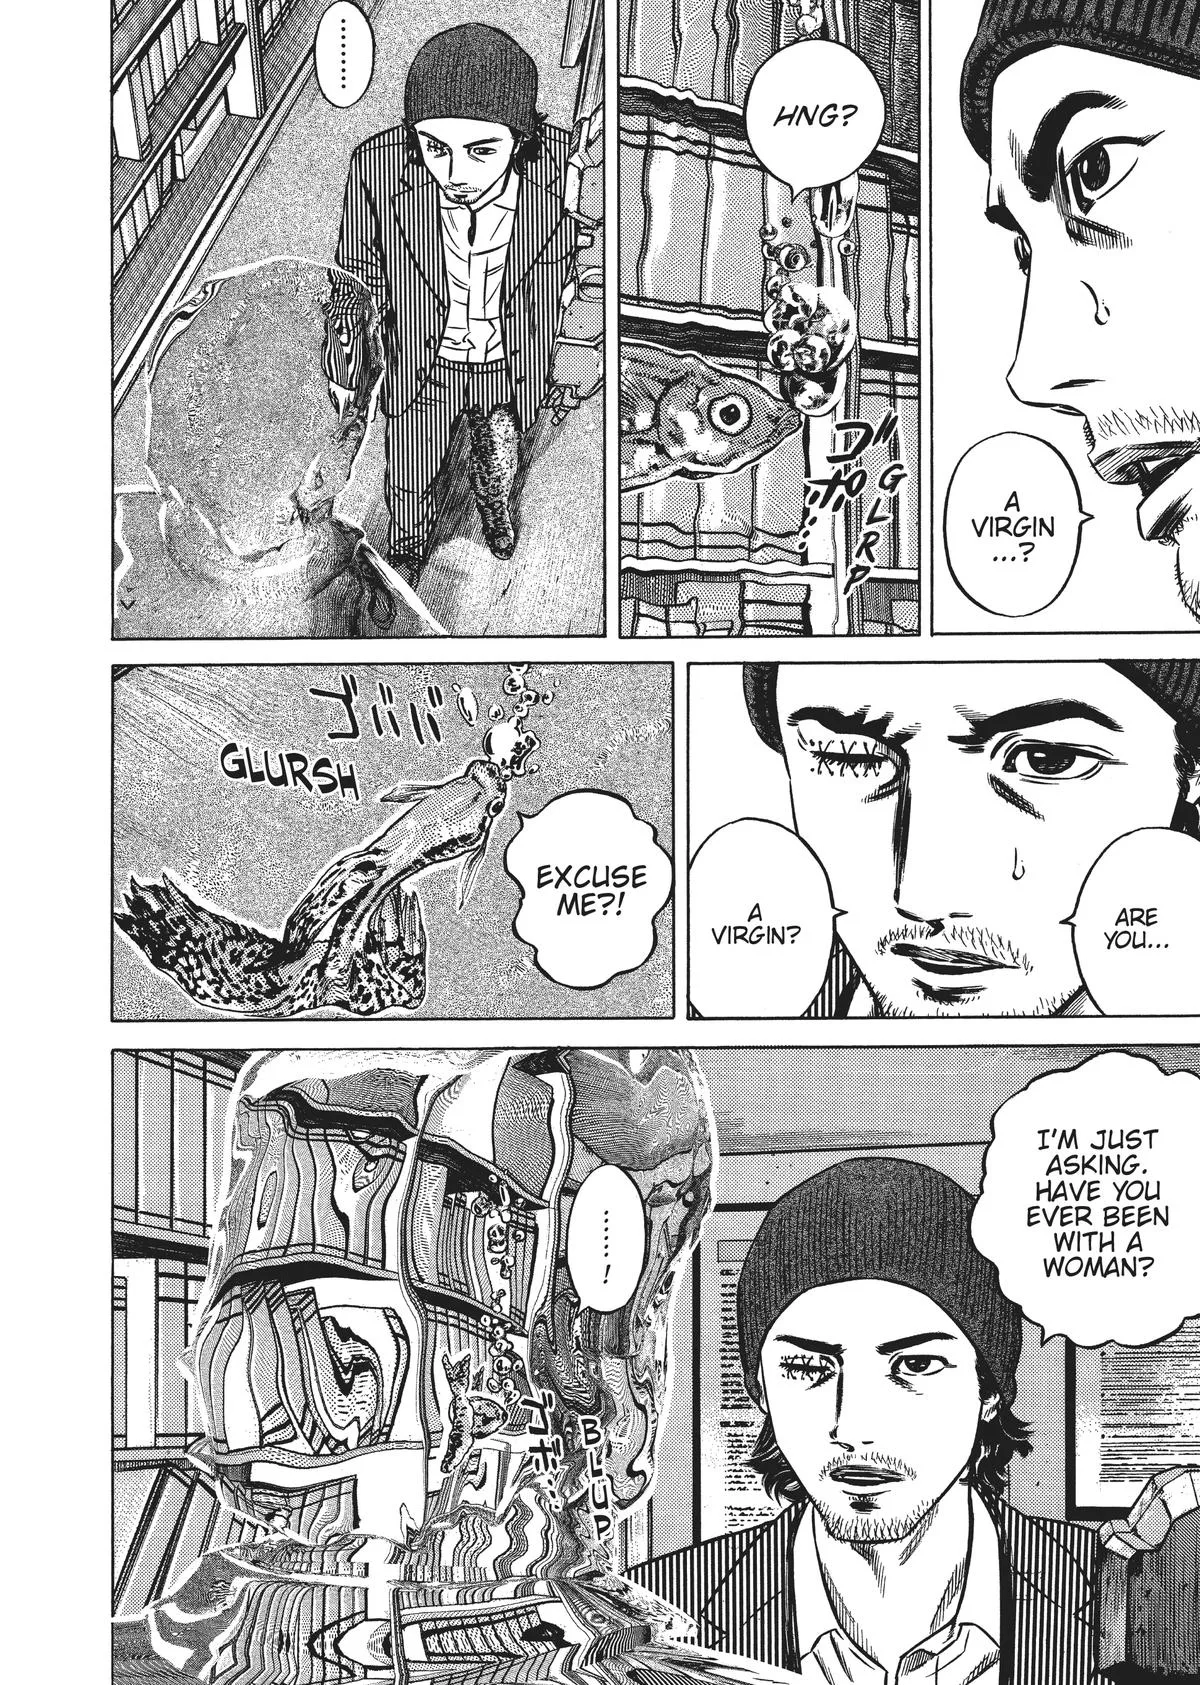 A
VIRGIN
...?
HNG?
ゴポ…
GLRP
………
ARE
YOU...
A
VIRGIN?
EXCUSE
ME?!
ゴババ
GLURSH
I'M JUST
ASKING.
HAVE YOU
EVER BEEN
WITH A
WOMAN?
......!
ゴボ…
BLUP